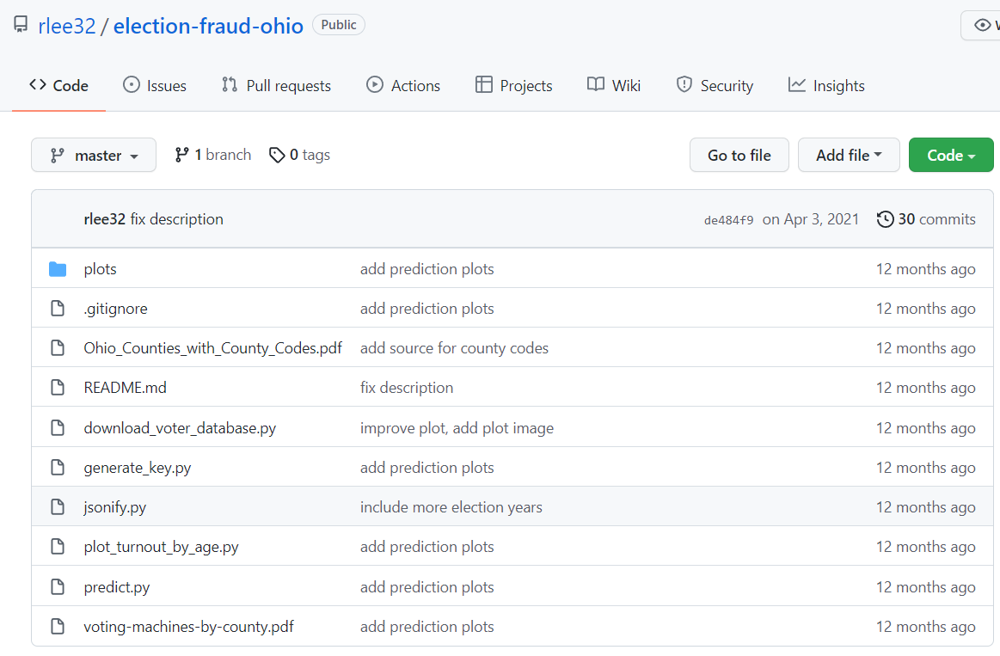 rlee32 / election-fraud-ohio Public
Code Issues Pull requests Actions Projects Wiki Security Insights
master 1 branch 0 tags Go to file Add file Code
rlee32 fix description de484f9 on Apr 3, 2021 30 commits
plots add prediction plots 12 months ago
.gitignore add prediction plots 12 months ago
Ohio_Counties_with_County_Codes.pdf add source for county codes 12 months ago
README.md fix description 12 months ago
download_voter_database.py improve plot, add plot image 12 months ago
generate_key.py add prediction plots 12 months ago
jsonify.py include more election years 12 months ago
plot_turnout_by_age.py add prediction plots 12 months ago
predict.py add prediction plots 12 months ago
voting-machines-by-county.pdf add prediction plots 12 months ago